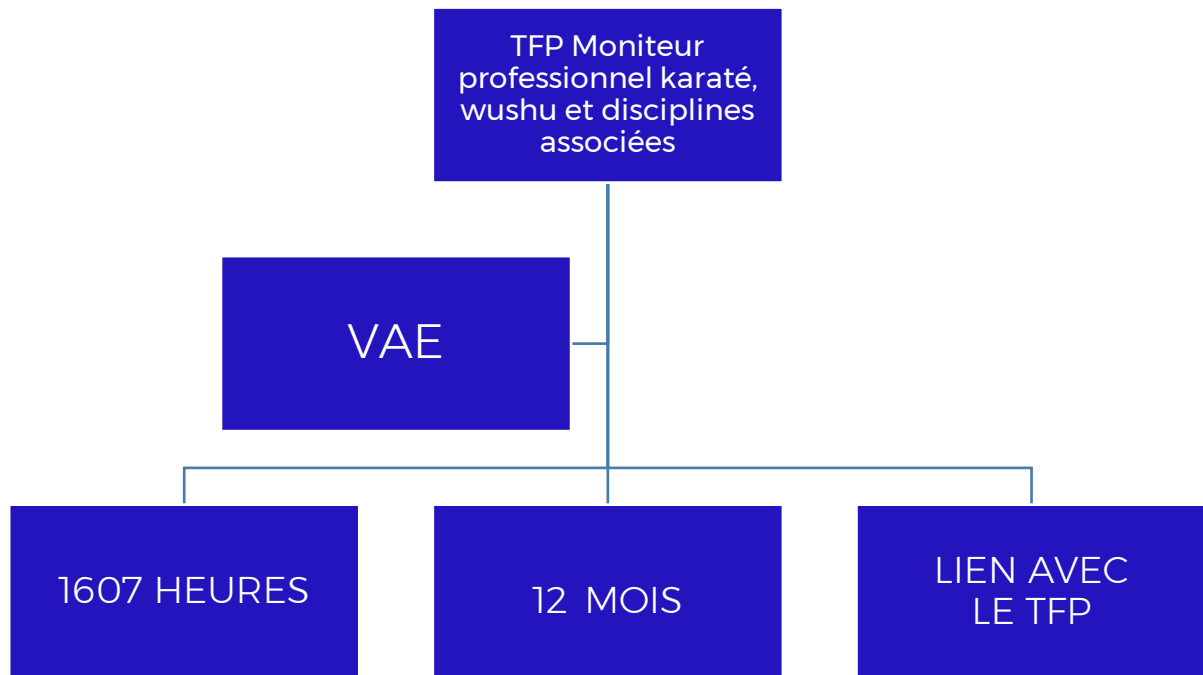 TFP Moniteur
professionnel karaté,
wushu et disciplines
associées
VAE
1607 HEURES
12 MOIS
LIEN AVEC
LE TFP